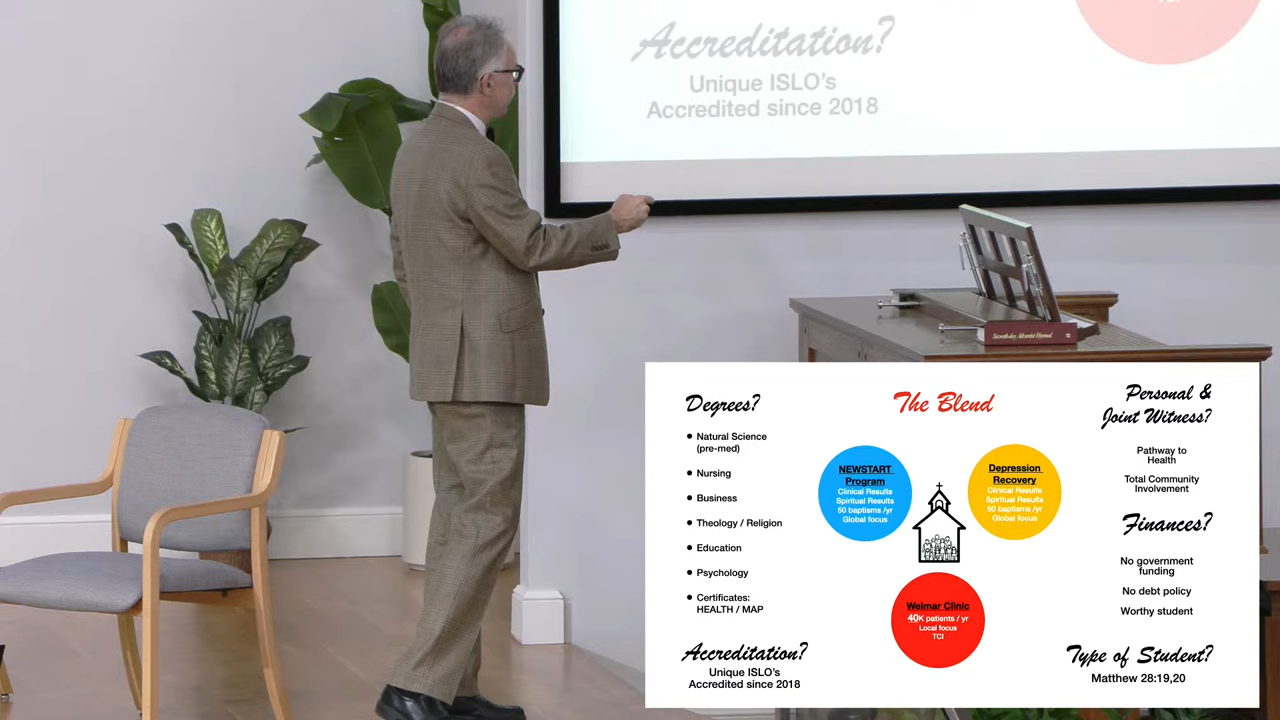 Accreditation?
Unique ISLO's
Accredited since 2018
Seventh-day Adventist Hymnal
Degrees?
• Natural Science
(pre-med)
• Nursing
• Business
• Theology / Religion
• Education
• Psychology
• Certificates:
HEALTH / MAP
Accreditation?
Unique ISLO's
Accredited since 2018
The Blend
NEWSTART
Program
Clinical Results
Spiritual Results
50 baptisms /yr
Global focus
Depression
Recovery
Clinical Results
Spiritual Results
50 baptisms /yr
Global focus
Weimar Clinic
40K patients / yr
Local focus
TCI
Personal &
Joint Witness?
Pathway to
Health
Total Community
Involvement
Finances?
No government
funding
No debt policy
Worthy student
Type of Student?
Matthew 28:19,20